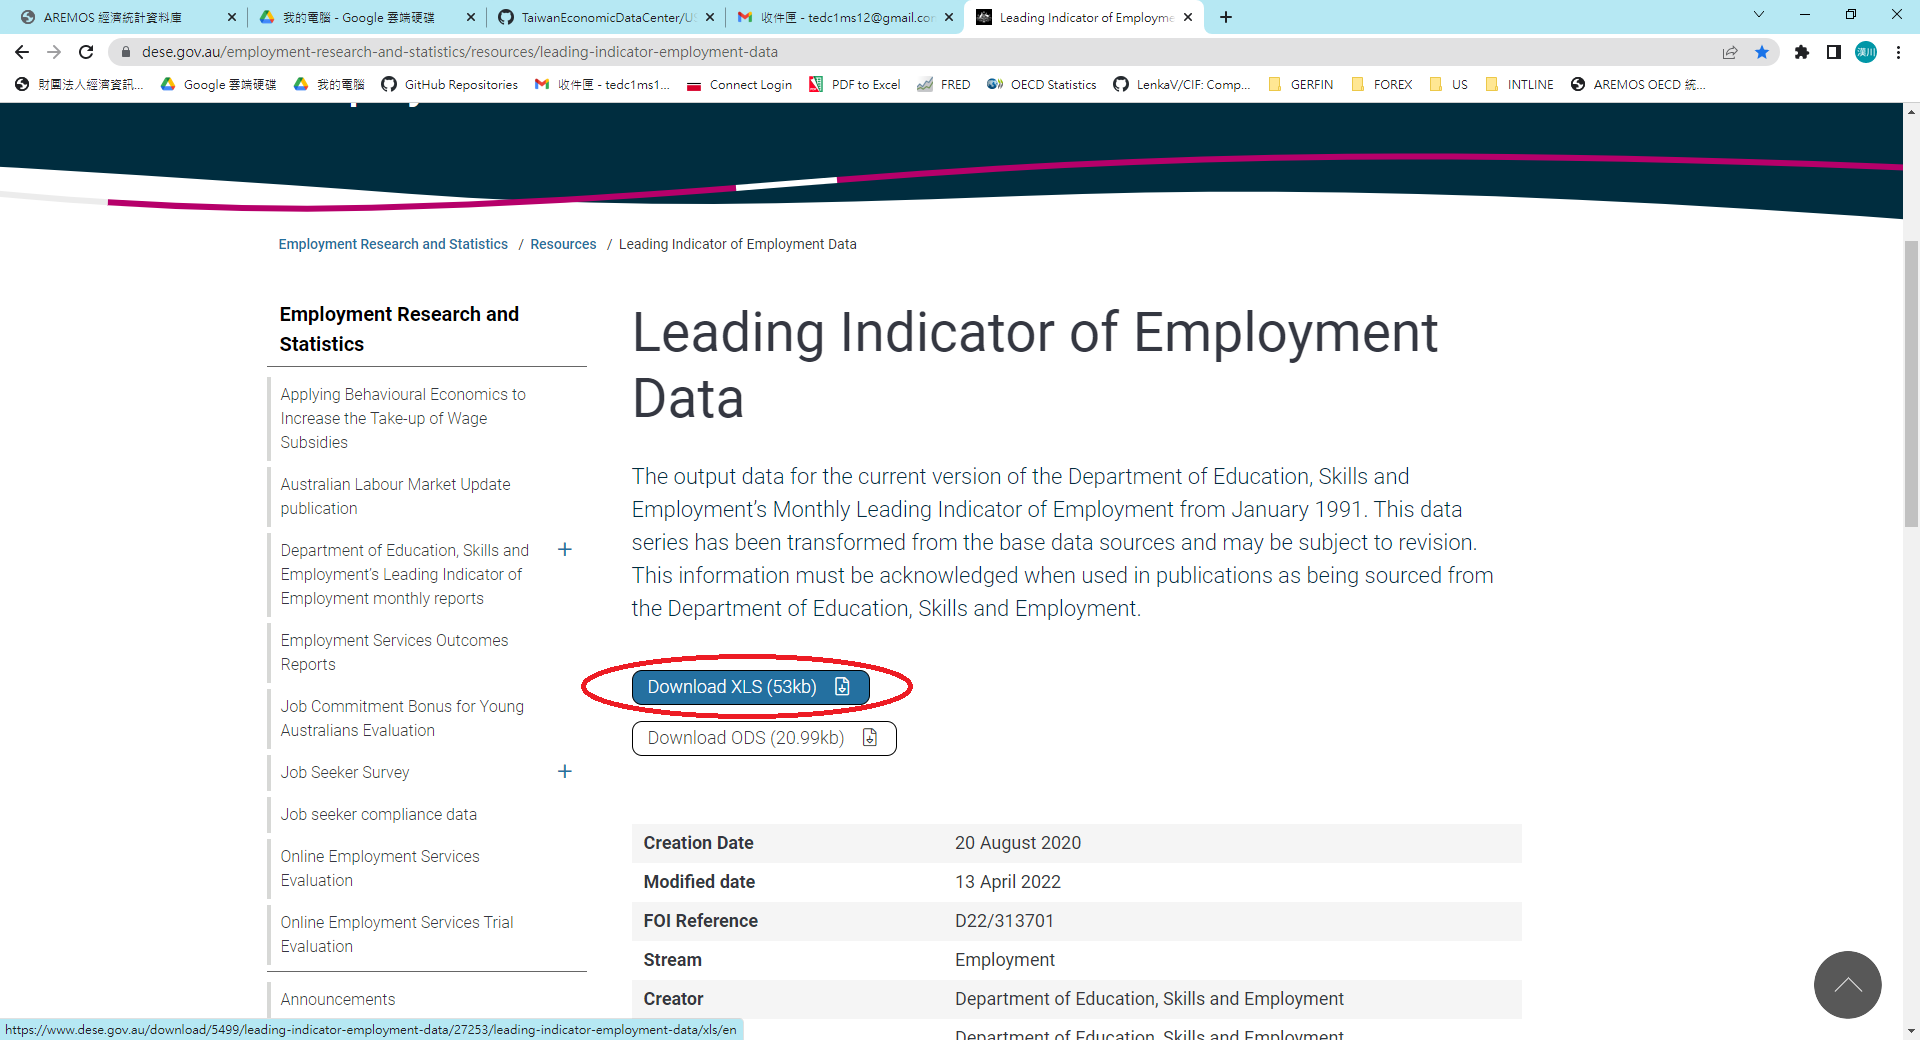 AREMOS 經濟統計資料庫
我的電腦 - Google 雲端硬碟
TaiwanEconomicDataCenter/US
收件匣 - tedc1ms12@gmail.com
Leading Indicator of Employme
dese.gov.au/employment-research-and-statistics/resources/leading-indicator-employment-data
財團法人經濟資訊...
Google 雲端硬碟
我的電腦
GitHub Repositories
收件匣 - tedc1ms1...
Connect Login
PDF to Excel
FRED
OECD Statistics
LenkaV/CIF: Comp...
GERFIN
FOREX
US
INTLINE
AREMOS OECD 統...
Employment Research and Statistics / Resources / Leading Indicator of Employment Data
Employment Research and
Statistics
Applying Behavioural Economics to
Increase the Take-up of Wage
Subsidies
Australian Labour Market Update
publication
Department of Education, Skills and
Employment's Leading Indicator of
Employment monthly reports
Employment Services Outcomes
Reports
Job Commitment Bonus for Young
Australians Evaluation
Job Seeker Survey
Job seeker compliance data
Online Employment Services
Evaluation
Online Employment Services Trial
Evaluation
Announcements
Leading Indicator of Employment
Data
The output data for the current version of the Department of Education, Skills and
Employment's Monthly Leading Indicator of Employment from January 1991. This data
series has been transformed from the base data sources and may be subject to revision.
This information must be acknowledged when used in publications as being sourced from
the Department of Education, Skills and Employment.
Download XLS (53kb)
Download ODS (20.99kb)
Creation Date 20 August 2020
Modified date 13 April 2022
FOI Reference D22/313701
Stream Employment
Creator Department of Education, Skills and Employment
Department of Education, Skills and Employment
https://www.dese.gov.au/download/5499/leading-indicator-employment-data/27253/leading-indicator-employment-data/xls/en